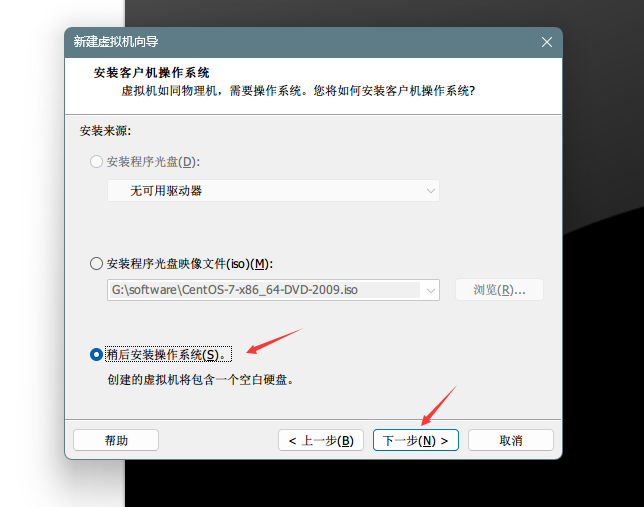 新建虚拟机向导
安装客户机操作系统
虚拟机如同物理机，需要操作系统。您将如何安装客户机操作系统?
安装来源:
安装程序光盘(D):
无可用驱动器
安装程序光盘映像文件(iso)(M):
G:\software\CentOS-7-x86_64-DVD-2009.iso
浏览(R)...
稍后安装操作系统(S)。
创建的虚拟机将包含一个空白硬盘。
帮助
< 上一步(B)
下一步(N) >
取消